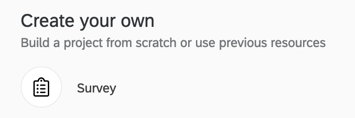 Create your own
Build a project from scratch or use previous resources
Survey